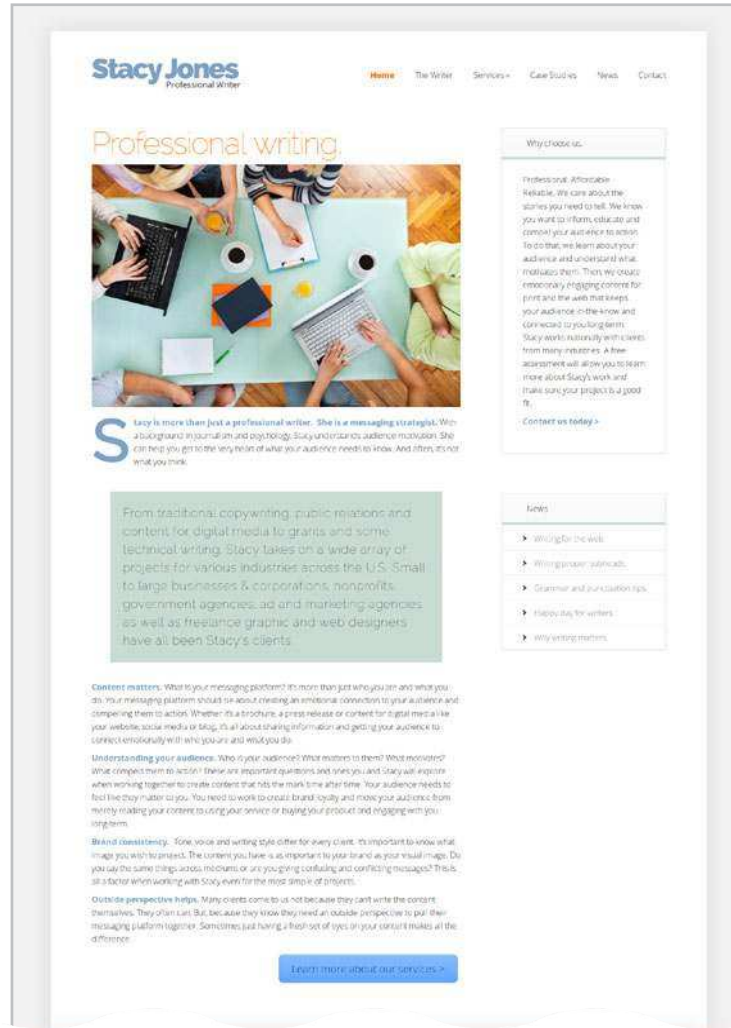 Stacy Jones
Professional Writer
Home The Writer Services Case Studies News Contact
Professional writing.
Stacy is more than just a professional writer. She is a messaging strategist. With
a background in journalism and psychology, Stacy understands audience motivation. She
can help you get to the very heart of what your audience needs to know. And often, it's not
what you think.
From traditional copywriting, public relations and
content for digital media to grants and some
technical writing, Stacy takes on a wide array of
projects for various industries across the U.S. Small
to large businesses & corporations, nonprofits,
government agencies, ad and marketing agencies
as well as freelance graphic and web designers
have all been Stacy's clients.
Content matters. What is your messaging platform? It's more than just who you are and what you
do. Your messaging platform should be about creating an emotional connection to your audience and
compelling them to action. Whether it's a brochure, a press release or content for digital media like
your website, social media or blog, it's all about sharing information and getting your audience to
connect emotionally with who you are and what you do.
Understanding your audience. Who is your audience? What matters to them? What motivates?
What compels them to action? These are important questions and ones you and Stacy will explore
when working together to create content that hits the mark time after time. Your audience needs to
feel like they matter to you. You need to work to create brand loyalty and move your audience from
merely reading your content to using your service or buying your product and engaging with you
long-term.
Brand consistency. Tone, voice and writing style differ for every client. It's important to know what
image you wish to project. The content you have is as important to your brand as your visual image. Do
you say the same things across mediums or are you giving confusing and conflicting messages? This is
all a factor when working with Stacy even for the most simple of projects.
Outside perspective helps. Many clients come to us not because they can't write the content
themselves. They often can. But, because they know they need an outside perspective to pull their
messaging platform together. Sometimes just having a fresh set of eyes on your content makes all the
difference.
Learn more about our services >
Why choose us.
Professional. Affordable.
Reliable. We care about the
stories you need to tell. We know
you want to inform, educate and
compel your audience to action.
To do that, we learn about your
audience and understand what
motivates them. Then, we create
emotionally engaging content for
print and the web that keeps
your audience in-the-know and
connected to you long-term.
Stacy works nationally with clients
from many industries. A free
assessment will allow you to learn
more about Stacy's work and
make sure your project is a good
fit.
Contact us today >
News
Writing for the web
Writing proper subheads
Grammar and punctuation tips
Happy day for writers
Why writing matters